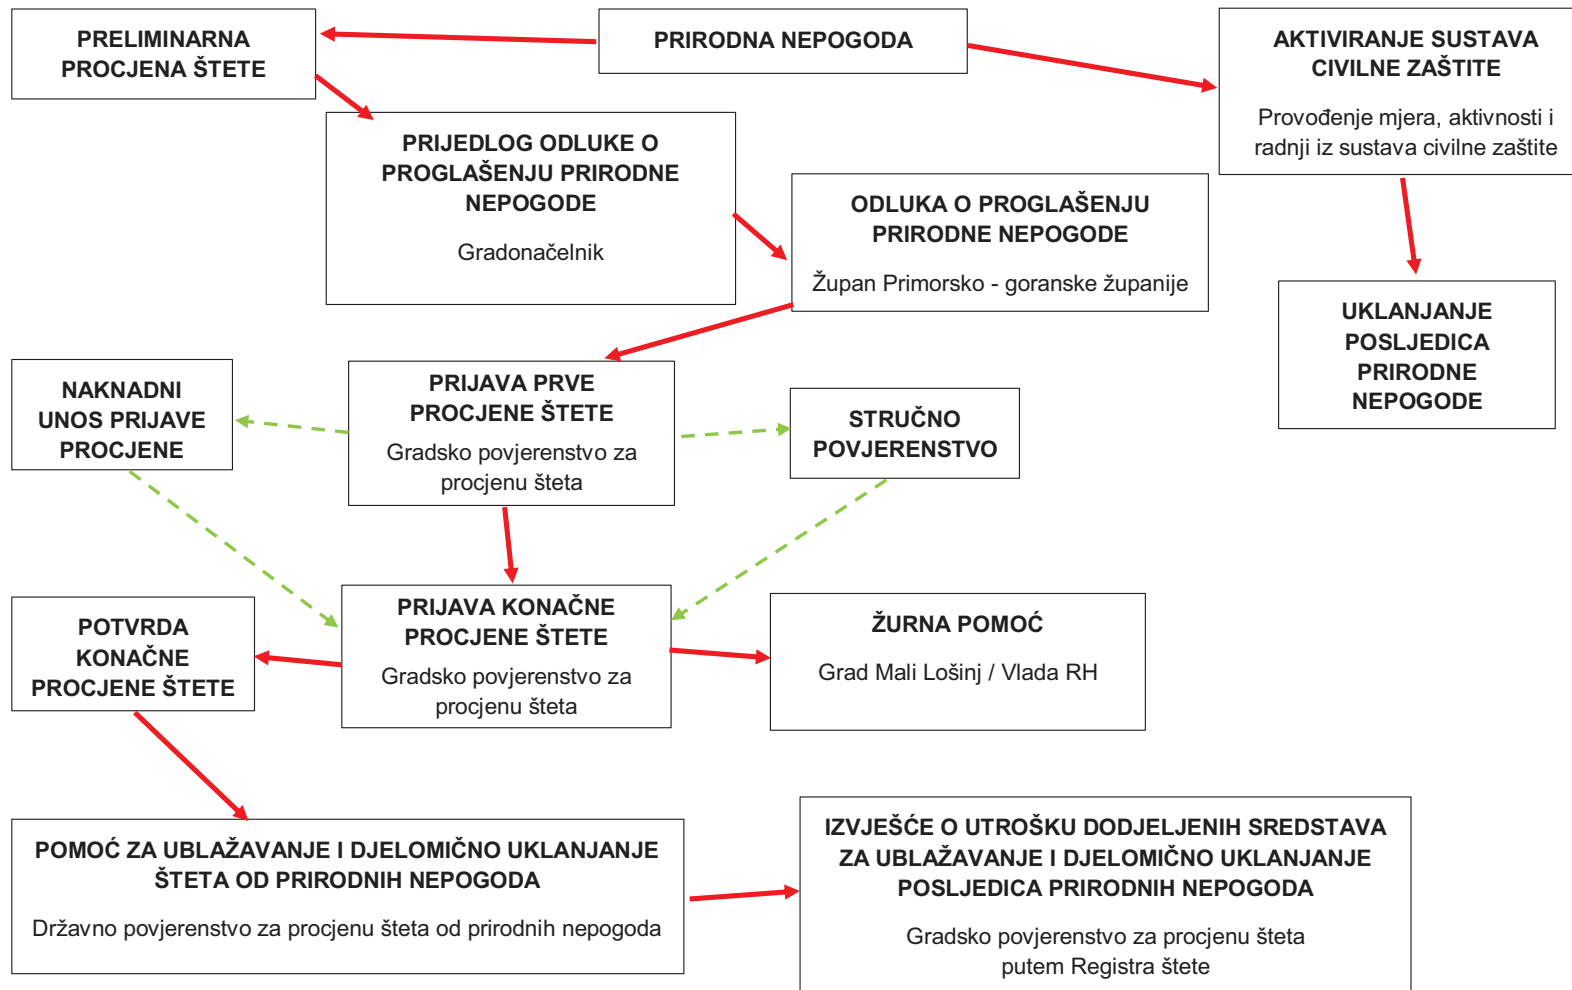 PRELIMINARNA
PROCJENA ŠTETE
PRIRODNA NEPOGODA
AKTIVIRANJE SUSTAVA
CIVILNE ZAŠTITE
Provođenje mjera, aktivnosti i
radnji iz sustava civilne zaštite
PRIJEDLOG ODLUKE O
PROGLAŠENJU PRIRODNE
NEPOGODE
Gradonačelnik
ODLUKA O PROGLAŠENJU
PRIRODNE NEPOGODE
Župan Primorsko - goranske županije
UKLANJANJE
POSLJEDICA
PRIRODNE
NEPOGODE
NAKNADNI
UNOS PRIJAVE
PROCJENE
PRIJAVA PRVE
PROCJENE ŠTETE
Gradsko povjerenstvo za
procjenu šteta
STRUČNO
POVJERENSTVO
POTVRDA
KONAČNE
PROCJENE ŠTETE
PRIJAVA KONAČNE
PROCJENE ŠTETE
Gradsko povjerenstvo za
procjenu šteta
ŽURNA POMOĆ
Grad Mali Lošinj / Vlada RH
POMOĆ ZA UBLAŽAVANJE I DJELOMIČNO UKLANJANJE
ŠTETA OD PRIRODNIH NEPOGODA
Državno povjerenstvo za procjenu šteta od prirodnih nepogoda
IZVJEŠĆE O UTROŠKU DODJELJENIH SREDSTAVA
ZA UBLAŽAVANJE I DJELOMIČNO UKLANJANJE
POSLJEDICA PRIRODNIH NEPOGODA
Gradsko povjerenstvo za procjenu šteta
putem Registra štete